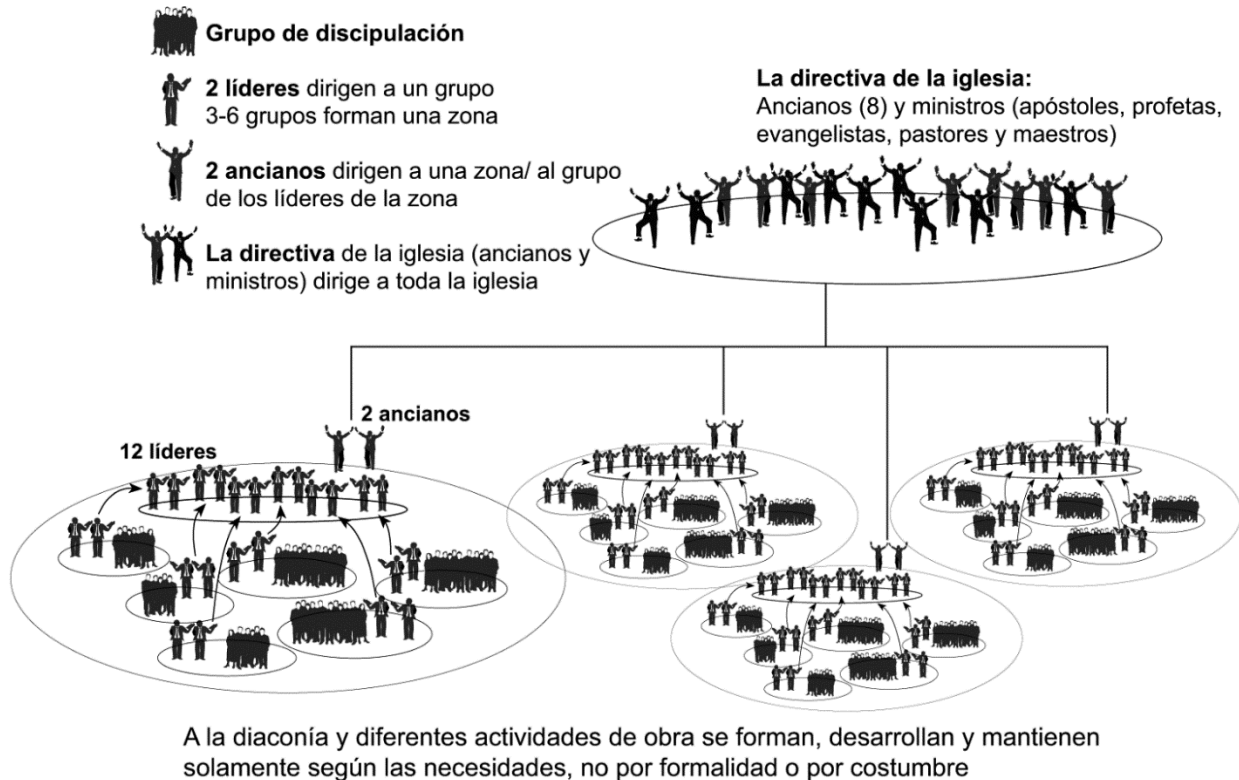 Grupo de discipulación
2 líderes dirigen a un grupo
3-6 grupos forman una zona
2 ancianos dirigen a una zona/ al grupo
de los líderes de la zona
La directiva de la iglesia (ancianos y
ministros) dirige a toda la iglesia
La directiva de la iglesia:
Ancianos (8) y ministros (apóstoles, profetas,
evangelistas, pastores y maestros)
2 ancianos
12 líderes
A la diaconía y diferentes actividades de obra se forman, desarrollan y mantienen
solamente según las necesidades, no por formalidad o por costumbre